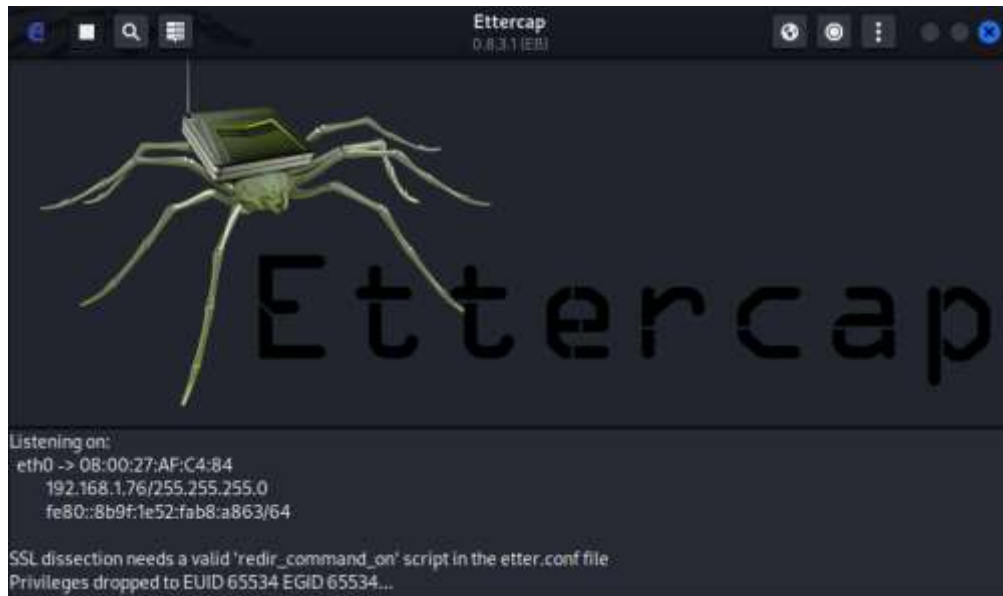 Ettercap
0.8.3.1 (EB)
Ettercap
Listening on:
eth0 -> 08:00:27:AF:C4:84
192.168.1.76/255.255.255.0
fe80::8b9f:1e52:fab8:a863/64
SSL dissection needs a valid 'redir_command_on' script in the etter.conf file
Privileges dropped to EUID 65534 EGID 65534...